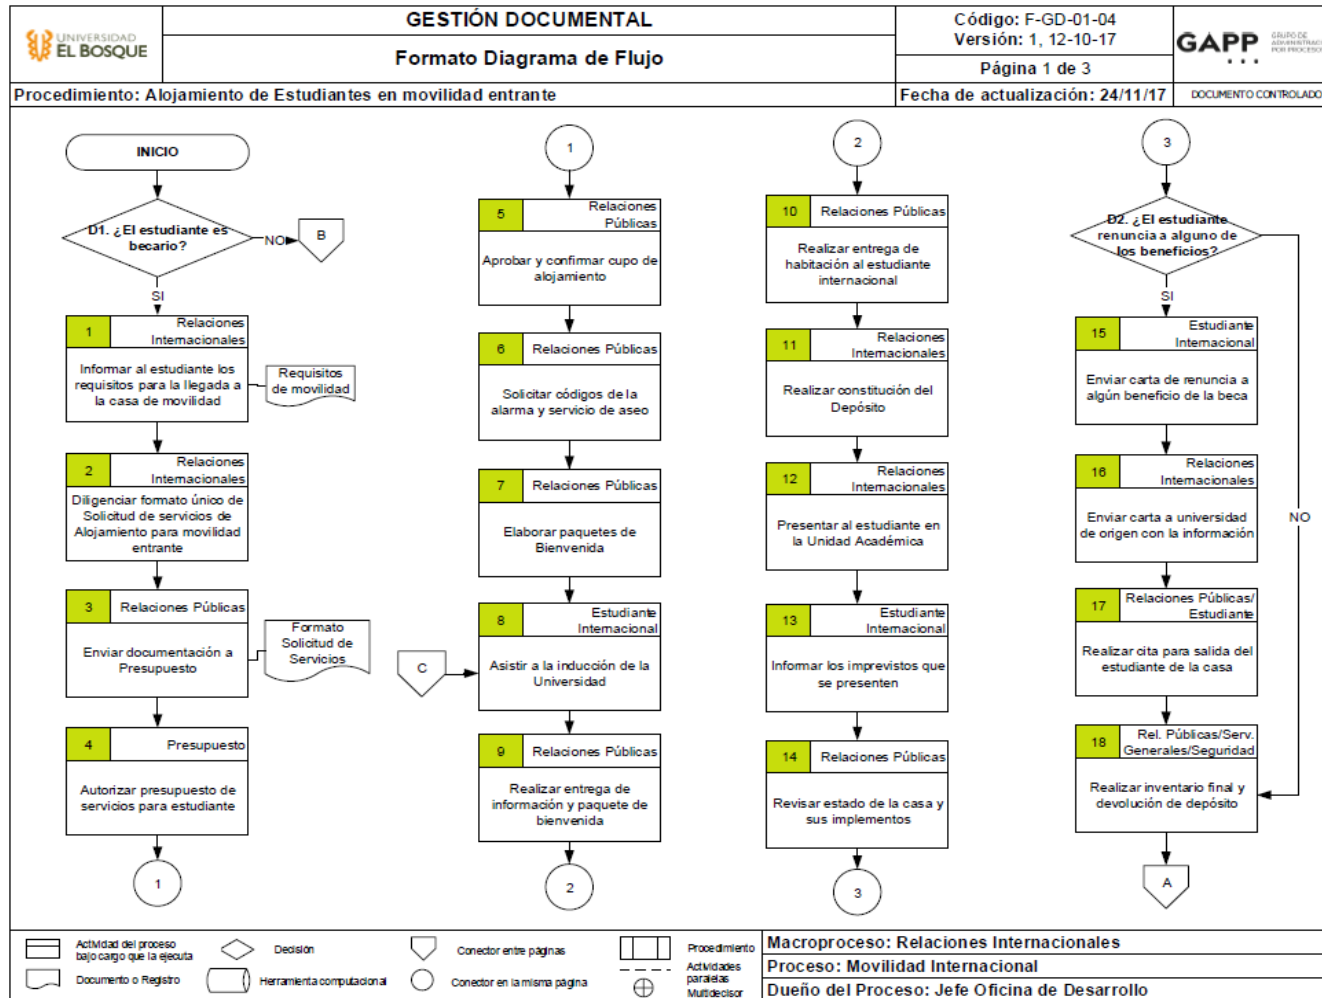 UNIVERSIDAD
EL BOSQUE
GESTIÓN DOCUMENTAL
Formato Diagrama de Flujo
Código: F-GD-01-04
Versión: 1, 12-10-17
Página 1 de 3
GAPP
GRUPO DE
ADMINISTRAC
POR PROCESOS
Procedimiento: Alojamiento de Estudiantes en movilidad entrante
Fecha de actualización: 24/11/17
DOCUMENTO CONTROLADO
INICIO
D1. ¿El estudiante es
becario?
NO
B
SI
1
Relaciones
Internacionales
Informar al estudiante los
requisitos para la llegada a
la casa de movilidad
Requisitos
de movilidad
2
Relaciones
Internacionales
Diligenciar formato único de
Solicitud de servicios de
Alojamiento para movilidad
entrante
3
Relaciones Públicas
Enviar documentación a
Presupuesto
Formato
Solicitud de
Servicios
4
Presupuesto
Autorizar presupuesto de
servicios para estudiante
1
1
5
Relaciones
Públicas
Aprobar y confirmar cupo de
alojamiento
6
Relaciones Públicas
Solicitar códigos de la
alarma y servicio de aseo
7
Relaciones Públicas
Elaborar paquetes de
Bienvenida
8
Estudiante
Internacional
Asistir a la inducción de la
Universidad
C
9
Relaciones Públicas
Realizar entrega de
información y paquete de
bienvenida
2
2
10
Relaciones Públicas
Realizar entrega de
habitación al estudiante
internacional
11
Relaciones
Internacionales
Realizar constitución del
Depósito
12
Relaciones
Internacionales
Presentar al estudiante en
la Unidad Académica
13
Estudiante
Internacional
Informar los imprevistos que
se presenten
14
Relaciones Públicas
Revisar estado de la casa y
sus implementos
3
3
D2. ¿El estudiante
renuncia a alguno de
los beneficios?
SI
15
Estudiante
Internacional
Enviar carta de renuncia a
algún beneficio de la beca
16
Relaciones
Internacionales
Enviar carta a universidad
de origen con la información
NO
17
Relaciones Públicas/
Estudiante
Realizar cita para salida del
estudiante de la casa
18
Rel. Públicas/Serv.
Generales/Seguridad
Realizar inventario final y
devolución de depósito
A
Actividad del proceso
bajo cargo que la ejecuta
Decisión
Conector entre páginas
Procedimiento
Documento o Registro
Herramienta computacional
Conector en la misma página
Actividades
paralelas
Multidecisor
Macroproceso: Relaciones Internacionales
Proceso: Movilidad Internacional
Dueño del Proceso: Jefe Oficina de Desarrollo